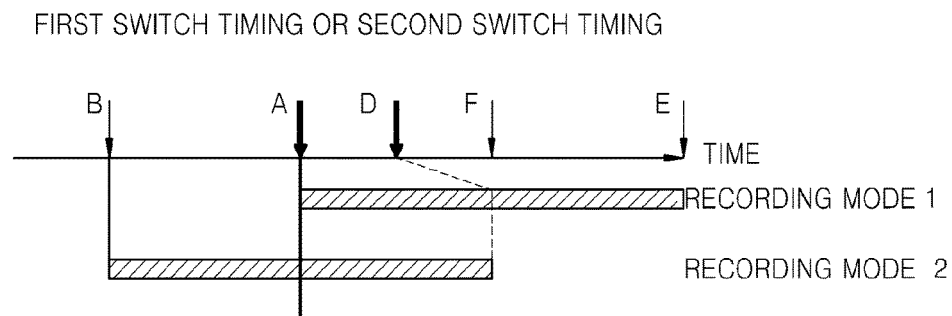 FIRST SWITCH TIMING OR SECOND SWITCH TIMING
B A D F E
TIME
RECORDING MODE 1
RECORDING MODE 2